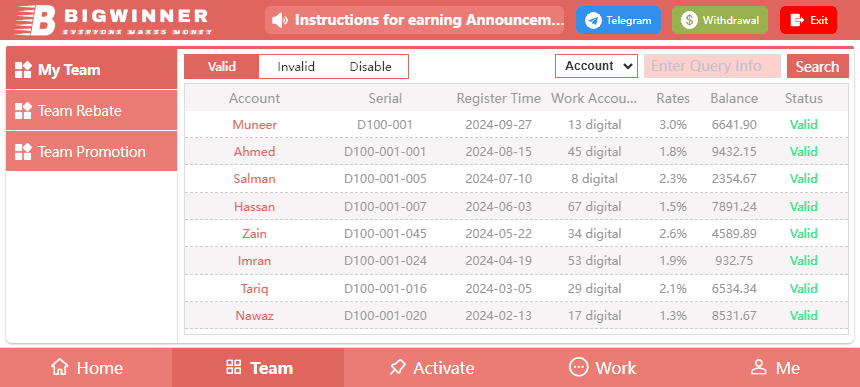 BIGWINNER
EVERYONE MAKES MONEY
Instructions for earning Announcem...
Telegram
Withdrawal
Exit
My Team
Team Rebate
Team Promotion
Valid Invalid Disable
Account Enter Query Info Search
Account Serial Register Time Work Accou... Rates Balance Status
Muneer D100-001 2024-09-27 13 digital 3.0% 6641.90 Valid
Ahmed D100-001-001 2024-08-15 45 digital 1.8% 9432.15 Valid
Salman D100-001-005 2024-07-10 8 digital 2.3% 2354.67 Valid
Hassan D100-001-007 2024-06-03 67 digital 1.5% 7891.24 Valid
Zain D100-001-045 2024-05-22 34 digital 2.6% 4589.89 Valid
Imran D100-001-024 2024-04-19 53 digital 1.9% 932.75 Valid
Tariq D100-001-016 2024-03-05 29 digital 2.1% 6534.34 Valid
Nawaz D100-001-020 2024-02-13 17 digital 1.3% 8531.67 Valid
Home Team Activate Work Me